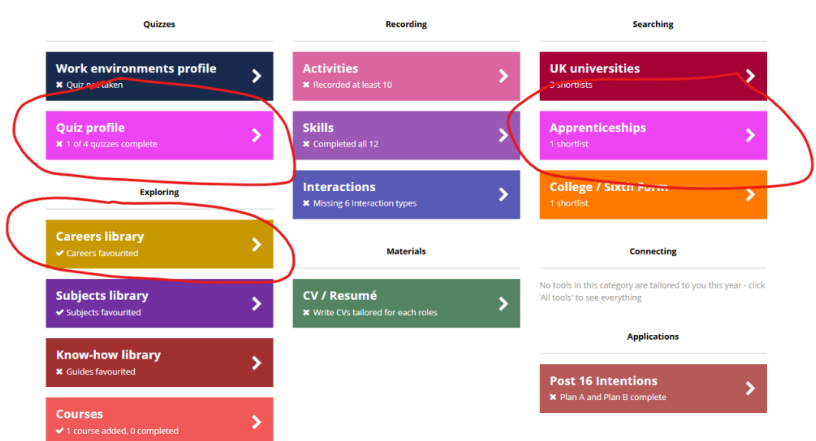 Quizzes
Work environments profile
✖ Quiz not taken
Quiz profile
✖ 1 of 4 quizzes complete
Exploring
Careers library
✔ Careers favourited
Subjects library
✔ Subjects favourited
Know-how library
✖ Guides favourited
Courses
✔ 1 course added, 0 completed
Recording
Activities
✖ Recorded at least 10
Skills
✖ Completed all 12
Interactions
✖ Missing 6 Interaction types
Materials
CV / Resumé
✖ Write CVs tailored for each roles
Searching
UK universities
3 shortlists
Apprenticeships
1 shortlist
College / Sixth Form
1 shortlist
Connecting
No tools in this category are tailored to you this year - click
'All tools' to see everything
Applications
Post 16 Intentions
✖ Plan A and Plan B complete